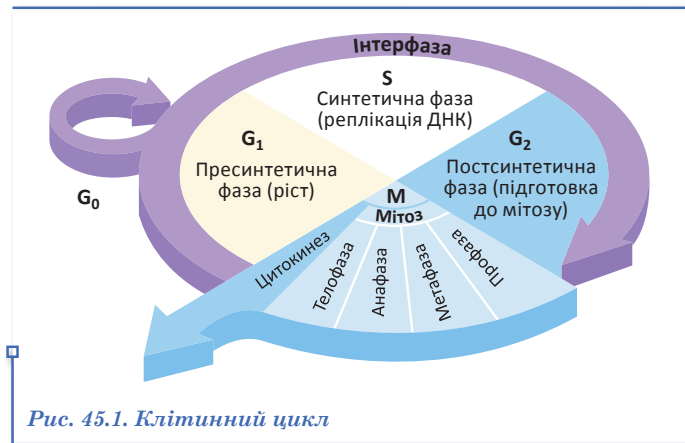 Інтерфаза
S
Синтетична фаза
(реплікація ДНК)
G₁
Пресинтетична
фаза (ріст)
G₂
Постсинтетична
фаза (підготовка
до мітозу)
G₀
М
Мітоз
Цитокинез
Телофаза
Анафаза
Метафаза
Профаза
Рис. 45.1. Клітинний цикл